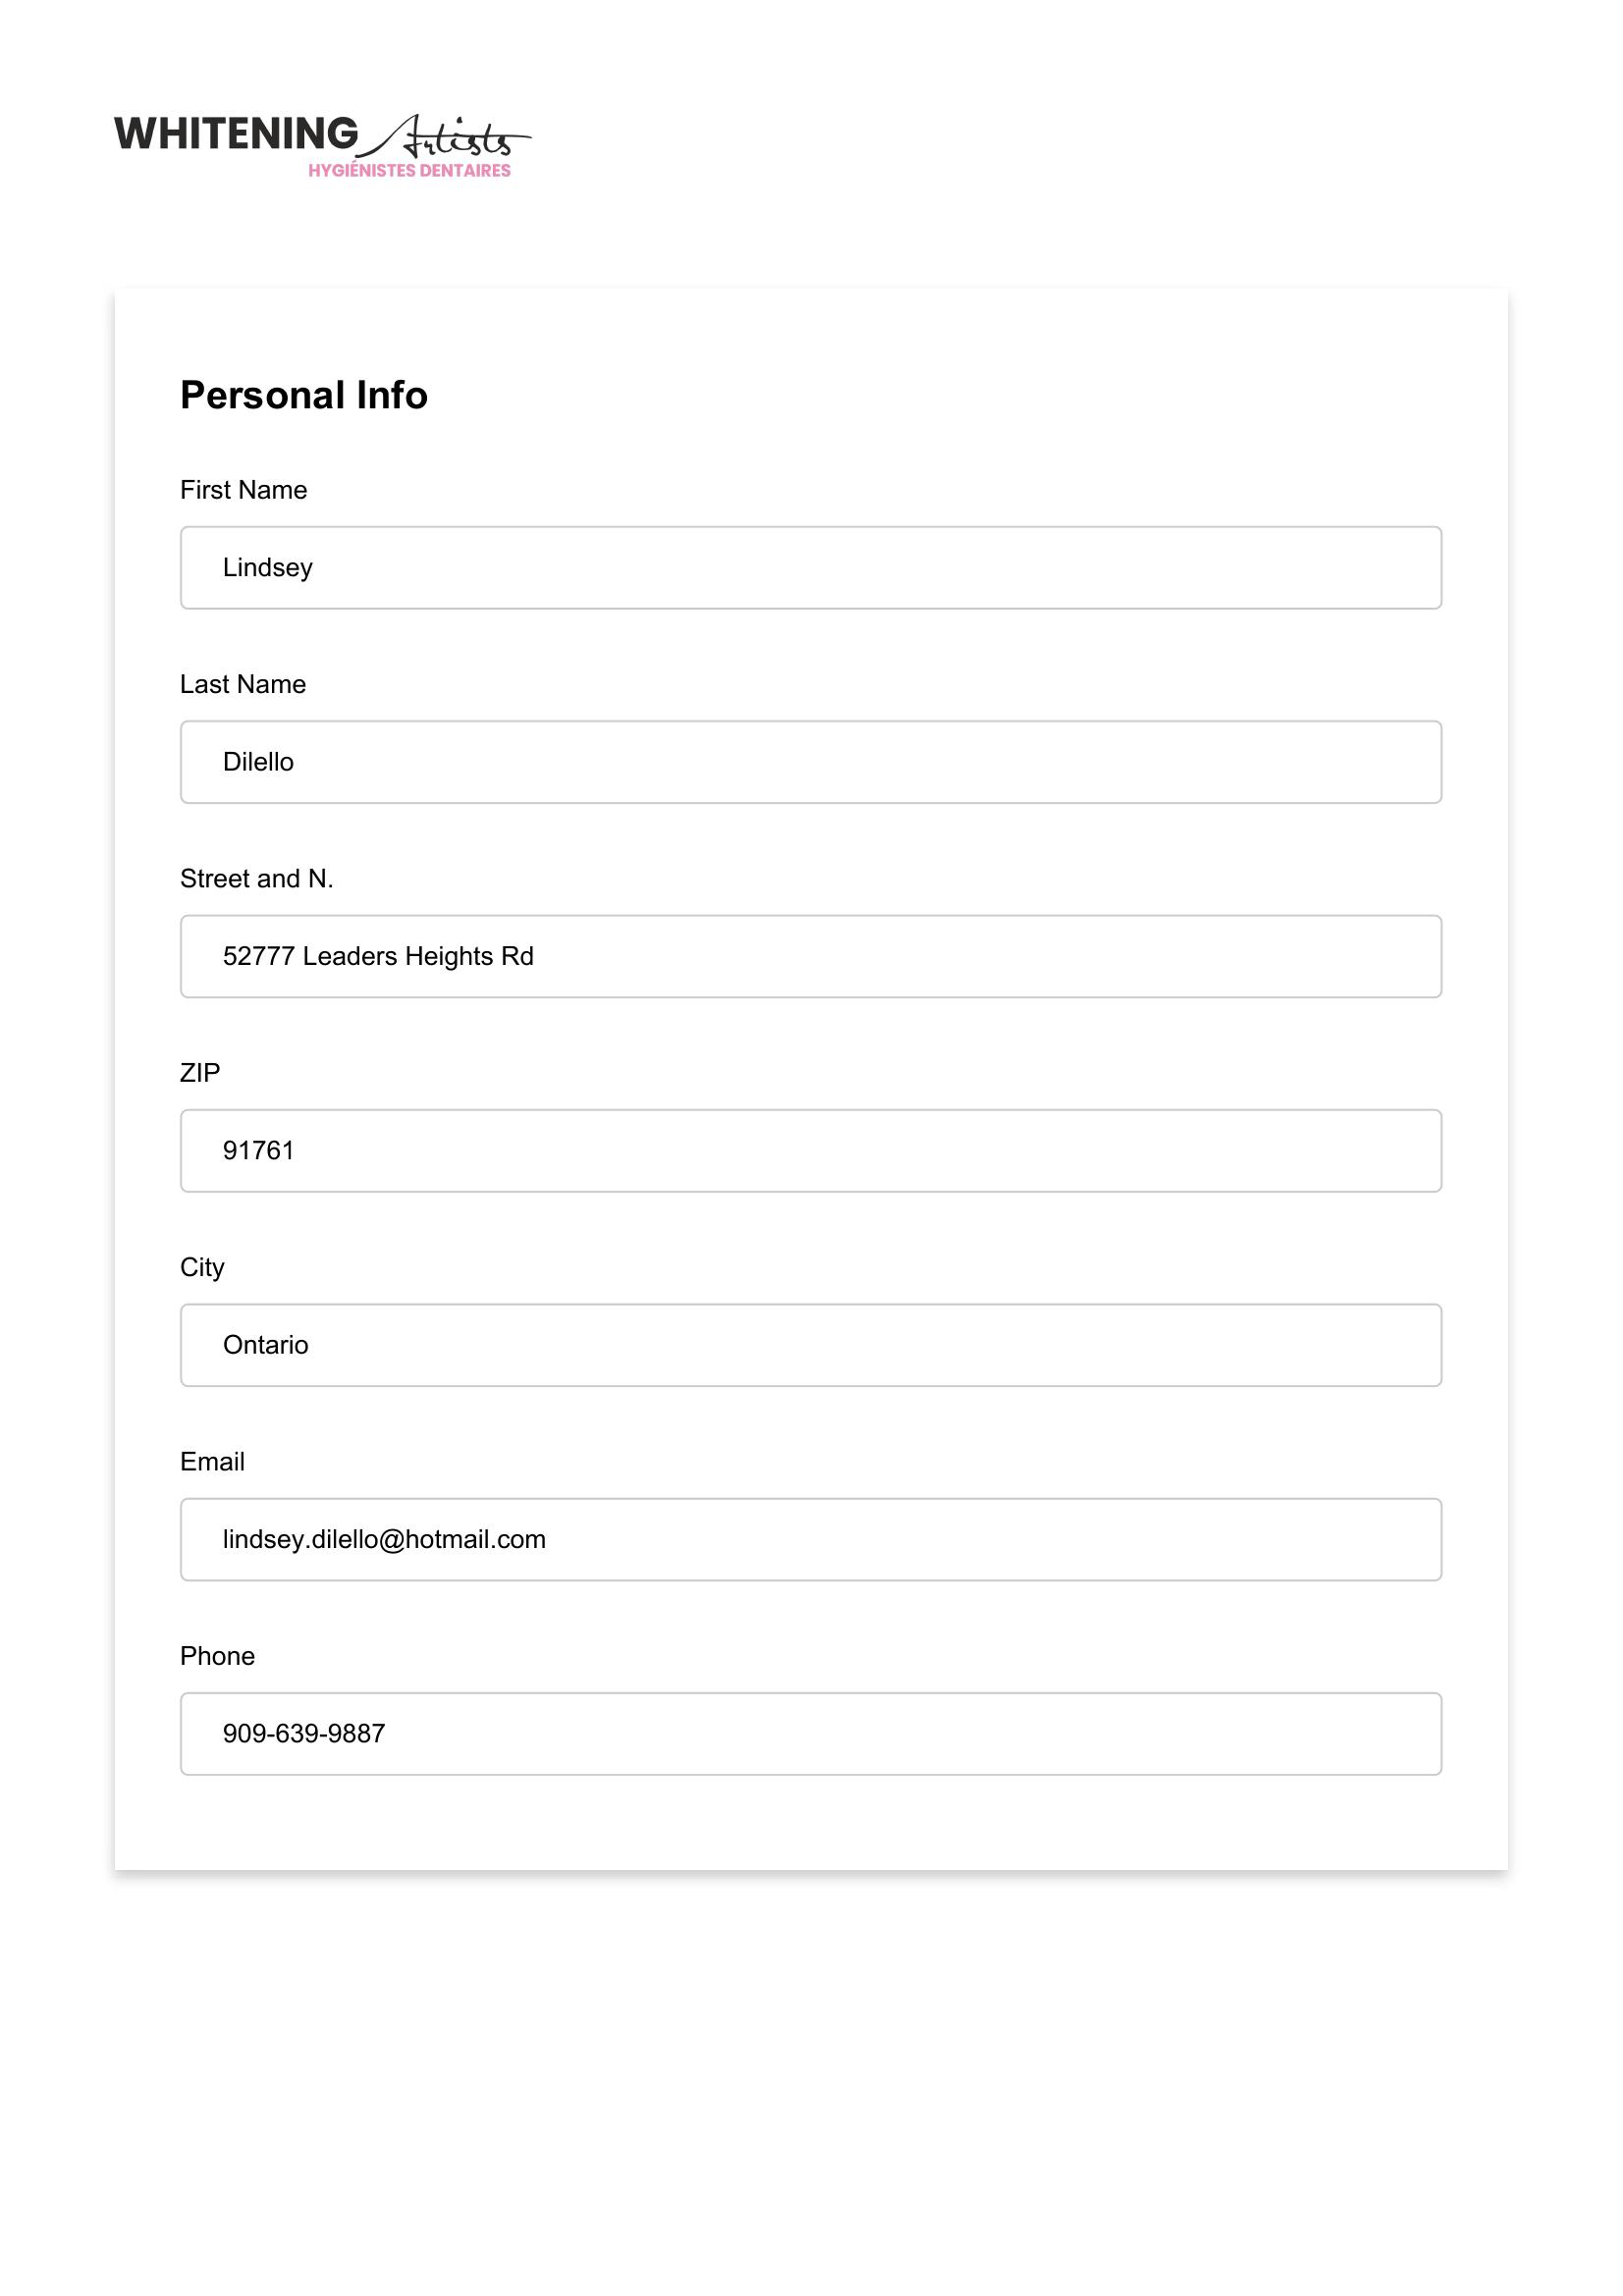 WHITENING Artists
HYGIÉNISTES DENTAIRES
Personal Info
First Name
Lindsey
Last Name
Dilello
Street and N.
52777 Leaders Heights Rd
ZIP
91761
City
Ontario
Email
lindsey.dilello@hotmail.com
Phone
909-639-9887